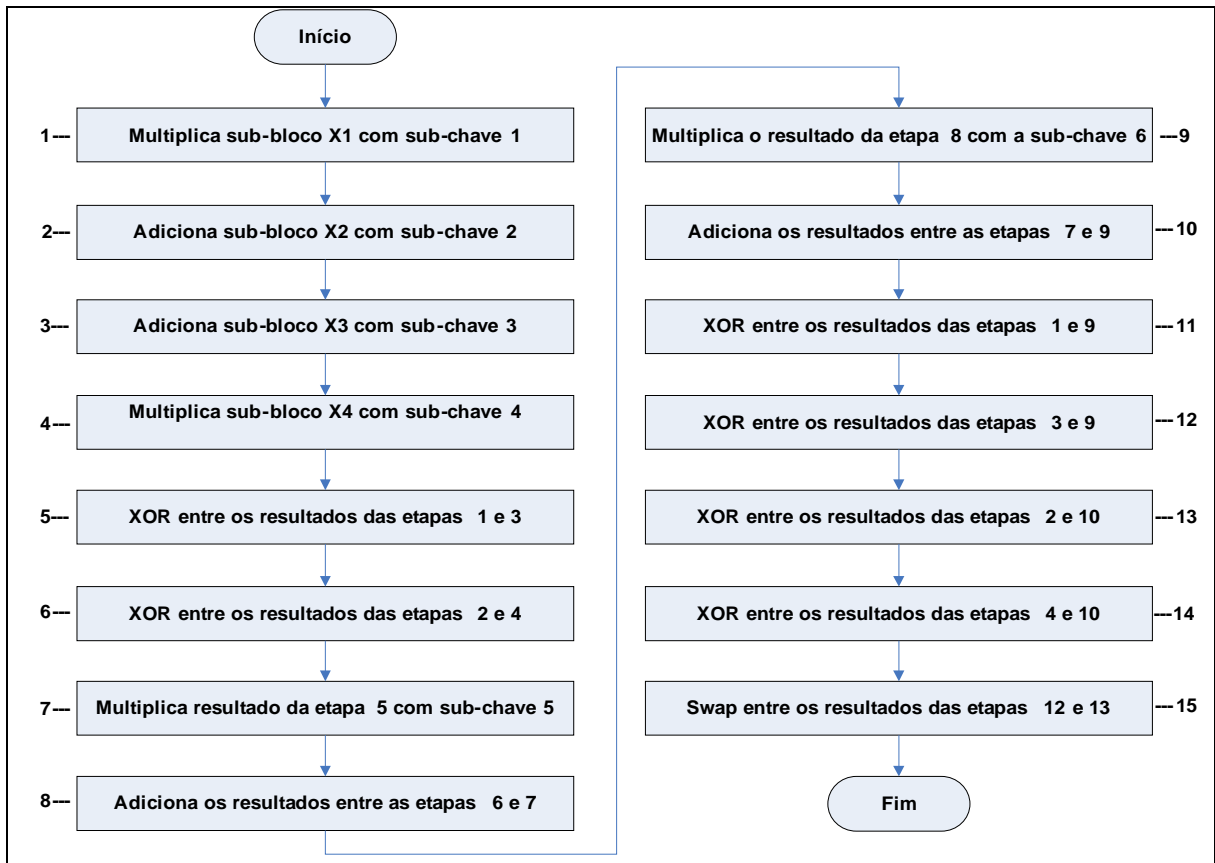 Início
1--- Multiplica sub-bloco X1 com sub-chave 1
2--- Adiciona sub-bloco X2 com sub-chave 2
3--- Adiciona sub-bloco X3 com sub-chave 3
4--- Multiplica sub-bloco X4 com sub-chave 4
5--- XOR entre os resultados das etapas 1 e 3
6--- XOR entre os resultados das etapas 2 e 4
7--- Multiplica resultado da etapa 5 com sub-chave 5
8--- Adiciona os resultados entre as etapas 6 e 7
Multiplica o resultado da etapa 8 com a sub-chave 6 ---9
Adiciona os resultados entre as etapas 7 e 9 ---10
XOR entre os resultados das etapas 1 e 9 ---11
XOR entre os resultados das etapas 3 e 9 ---12
XOR entre os resultados das etapas 2 e 10 ---13
XOR entre os resultados das etapas 4 e 10 ---14
Swap entre os resultados das etapas 12 e 13 ---15
Fim